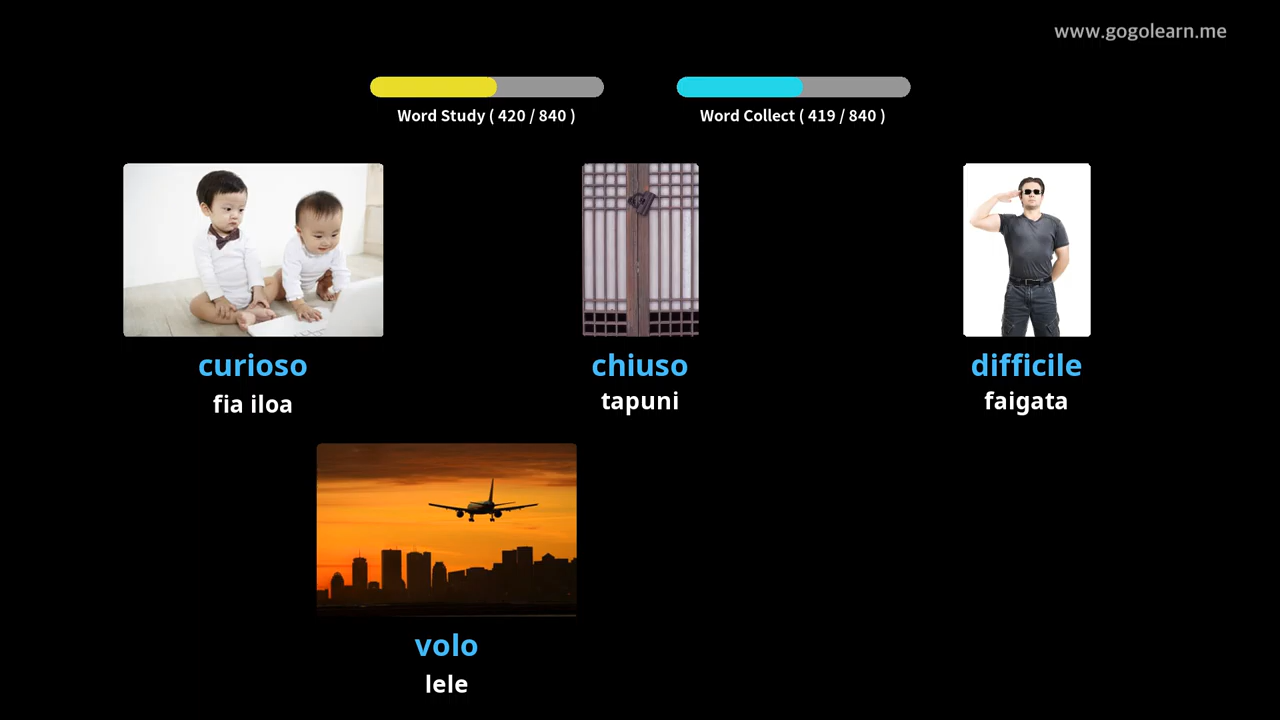 www.gogolearn.me
Word Study ( 420 / 840 )
Word Collect ( 419 / 840 )
curioso
fia iloa
chiuso
tapuni
difficile
faigata
volo
lele